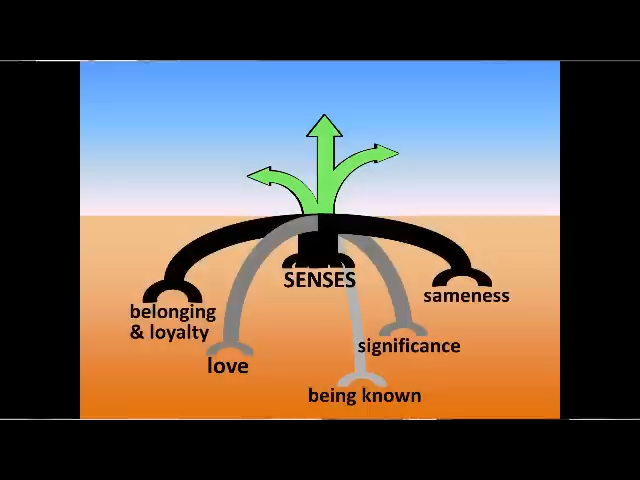 SENSES
sameness
belonging
& loyalty
significance
love
being known